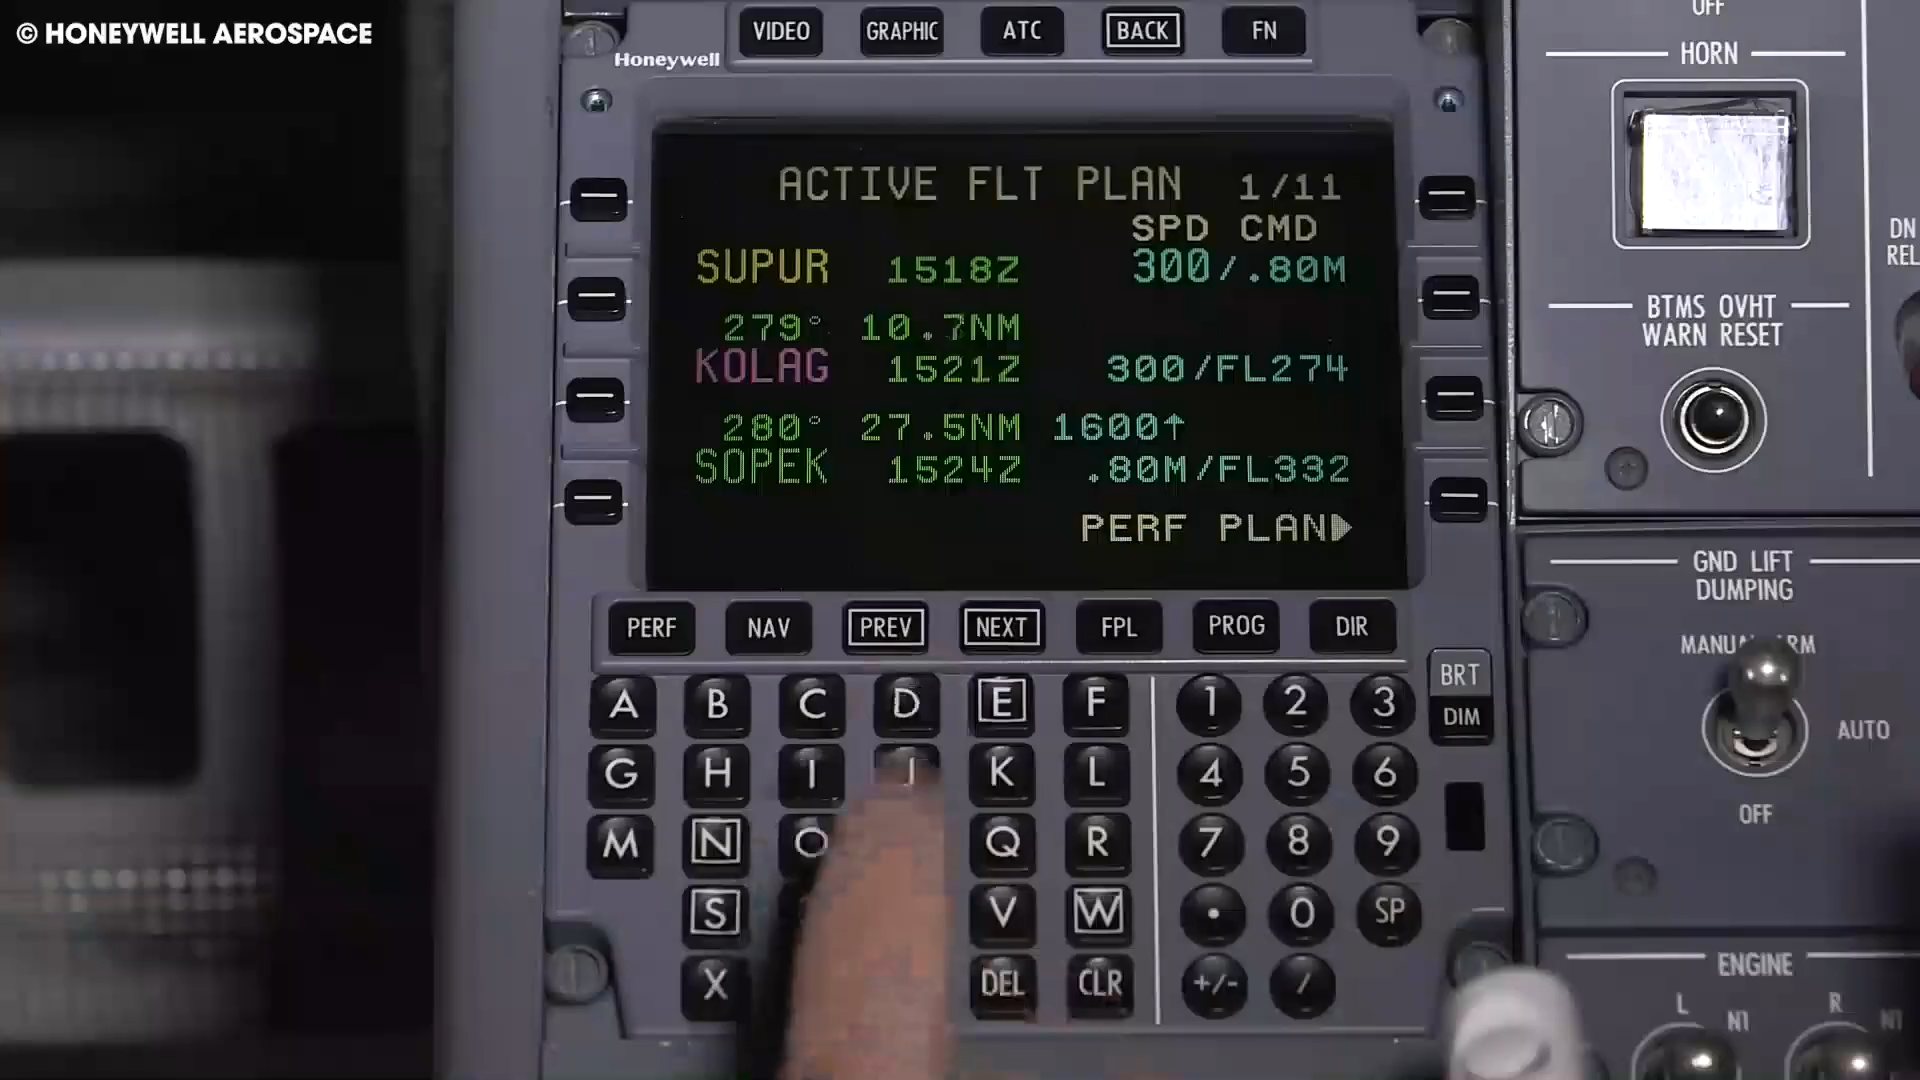 © HONEYWELL AEROSPACE
VIDEO GRAPHIC ATC BACK FN
Honeywell
ACTIVE FLT PLAN 1/11
SPD CMD
SUPUR 1518Z 300/.80M
279° 10.7NM
KOLAG 1521Z 300/FL274
280° 27.5NM 1600↑
SOPEK 1524Z .80M/FL332
PERF PLAN▶
PERF NAV PREV NEXT FPL PROG DIR
BRT
DIM
A B C D E F 1 2 3
G H I J K L 4 5 6
M N O Q R 7 8 9
S V W • 0 SP
X DEL CLR +/- /
OFF
HORN
DN
REL
BTMS OVHT
WARN RESET
GND LIFT
DUMPING
MANUAL ARM
AUTO
OFF
ENGINE
L R
N1 N1